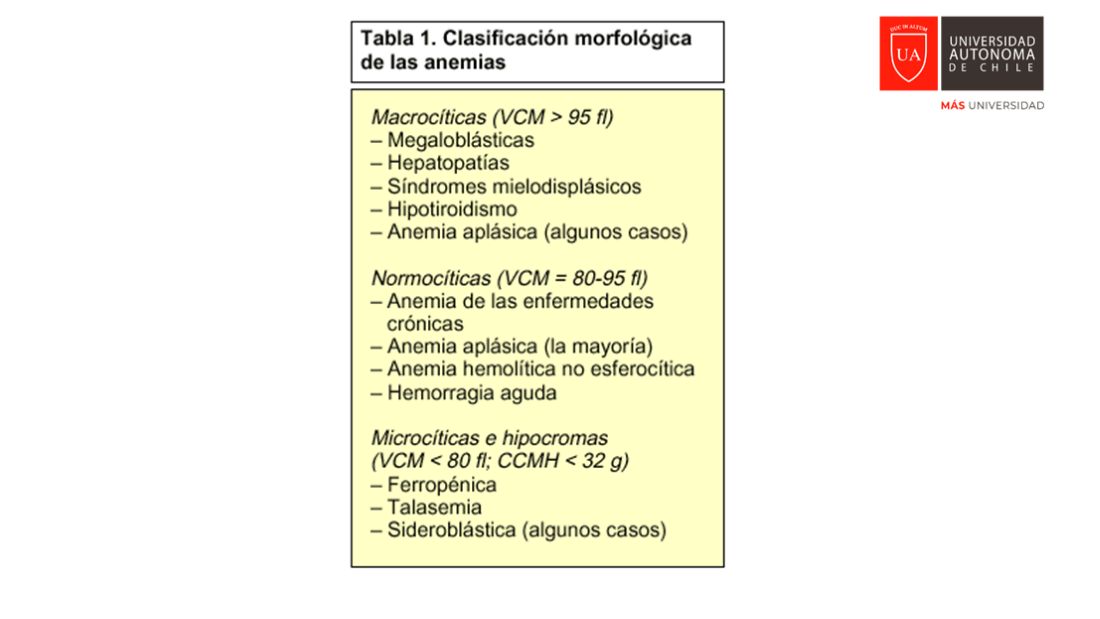 Tabla 1. Clasificación morfológica
de las anemias
Macrocíticas (VCM > 95 fl)
– Megaloblásticas
– Hepatopatías
– Síndromes mielodisplásicos
– Hipotiroidismo
– Anemia aplásica (algunos casos)
Normocíticas (VCM = 80-95 fl)
– Anemia de las enfermedades
crónicas
– Anemia aplásica (la mayoría)
– Anemia hemolítica no esferocítica
– Hemorragia aguda
Microcíticas e hipocromas
(VCM < 80 fl; CCMH < 32 g)
– Ferropénica
– Talasemia
– Sideroblástica (algunos casos)
DUC IN ALTUM
UA
UNIVERSIDAD
AUTONOMA
DE CHILE
MÁS UNIVERSIDAD